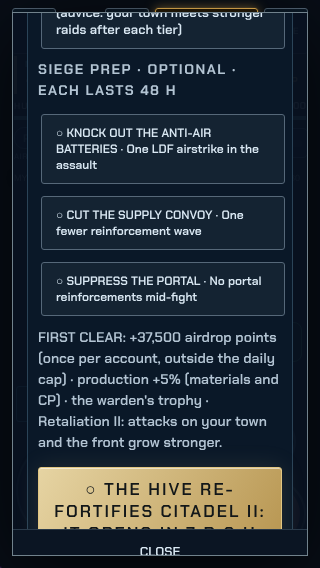 (advice: your town meets stronger
raids after each tier)
SIEGE PREP · OPTIONAL ·
EACH LASTS 48 H
○ KNOCK OUT THE ANTI-AIR
BATTERIES · One LDF airstrike in the
assault
○ CUT THE SUPPLY CONVOY · One
fewer reinforcement wave
○ SUPPRESS THE PORTAL · No portal
reinforcements mid-fight
FIRST CLEAR: +37,500 airdrop points
(once per account, outside the daily
cap) · production +5% (materials and
CP) · the warden's trophy ·
Retaliation II: attacks on your town
and the front grow stronger.
○ THE HIVE RE-
FORTIFIES CITADEL II:
IT OPENS IN
CLOSE